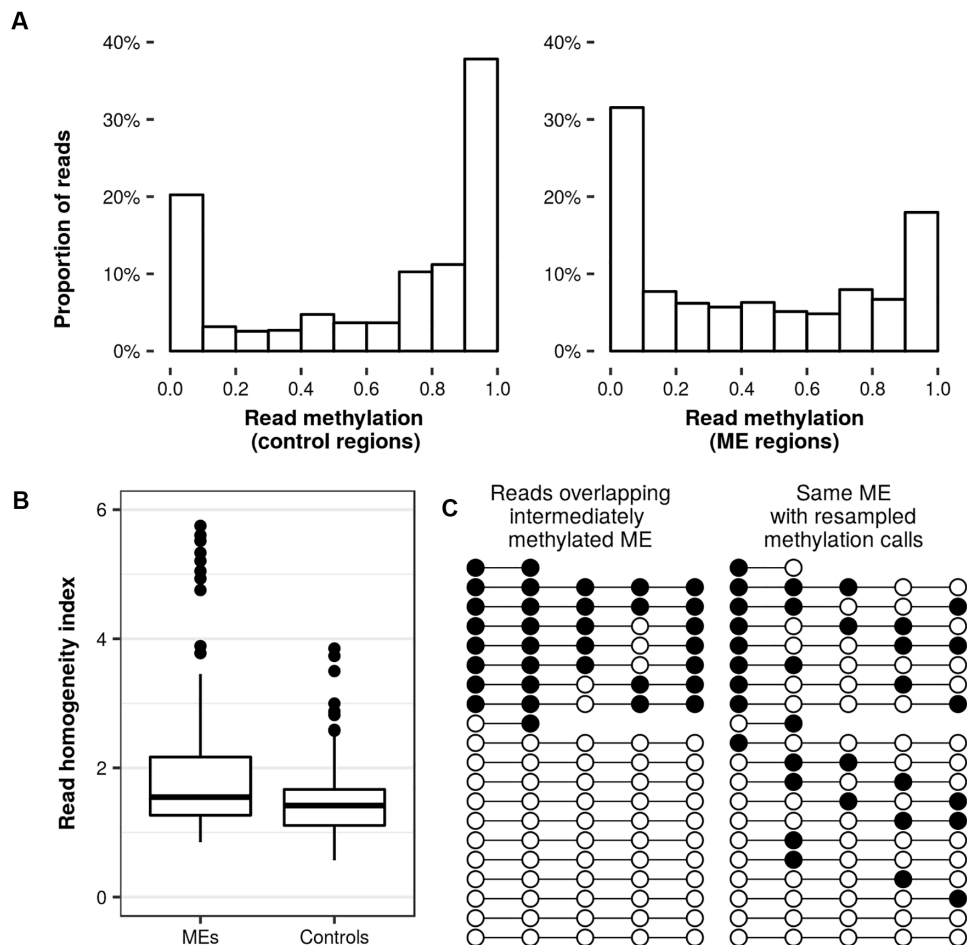 A
Proportion of reads
40%
30%
20%
10%
0%
0.0 0.2 0.4 0.6 0.8 1.0
Read methylation
(control regions)
40%
30%
20%
10%
0%
0.0 0.2 0.4 0.6 0.8 1.0
Read methylation
(ME regions)
B
Read homogeneity index
6
4
2
0
MEs Controls
C
Reads overlapping
intermediately
methylated ME
Same ME
with resampled
methylation calls